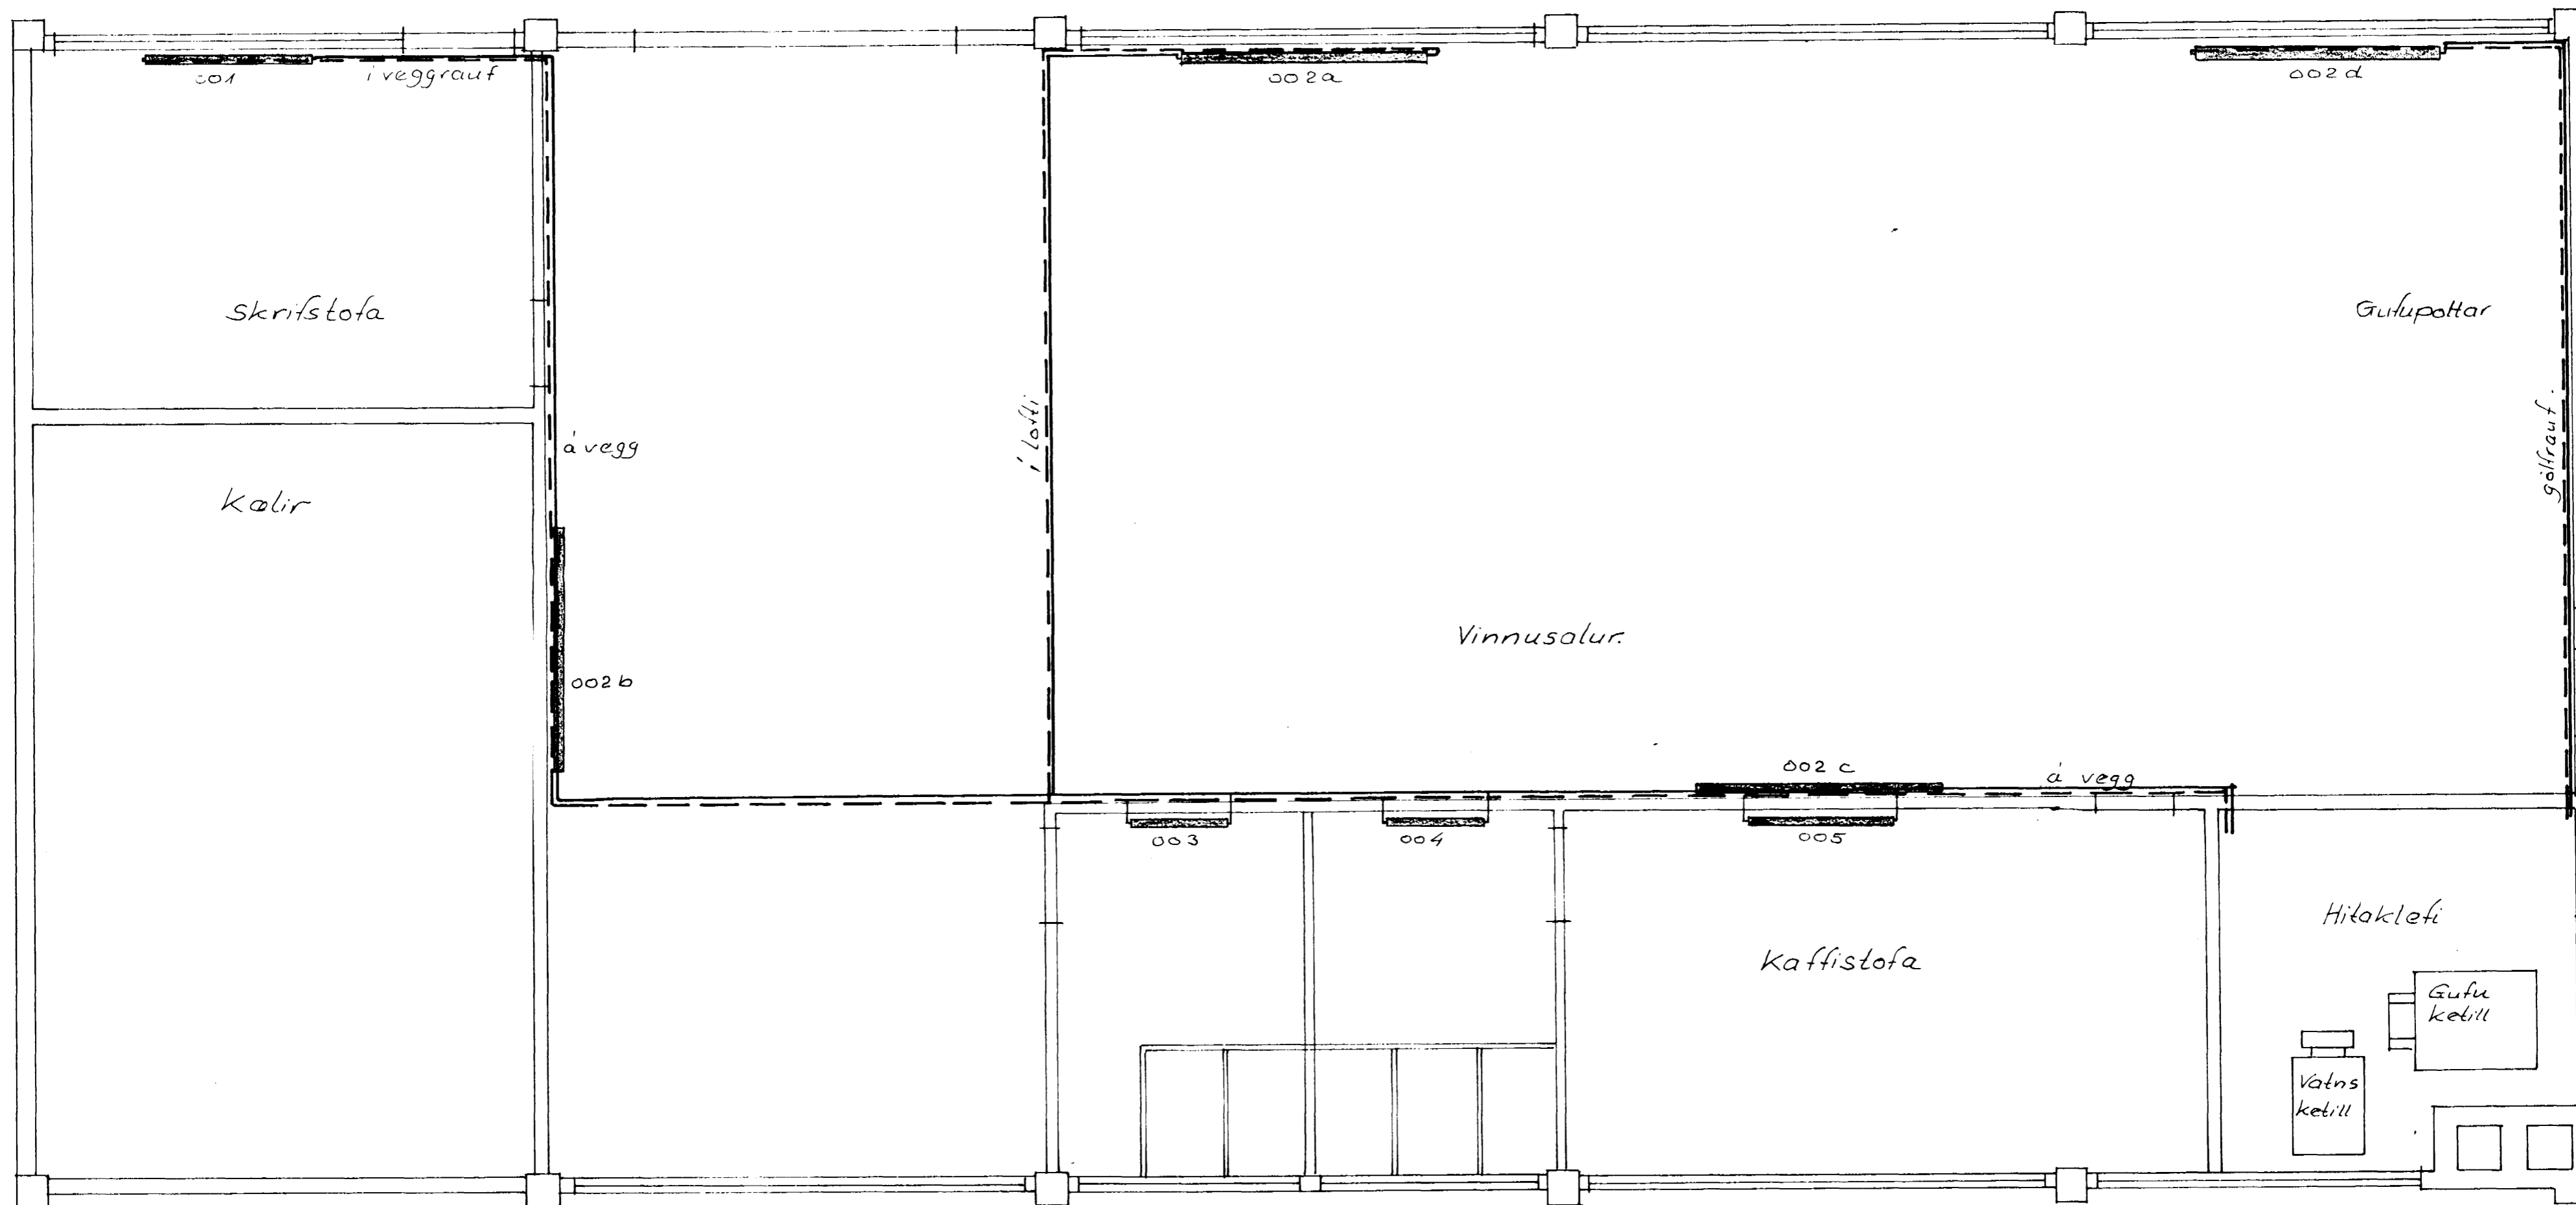 001
í veggrauf
002a
002d
Skrifstofa
Gufupottar
á vegg
í lofti
gólfrauf.
Kælir
Vinnusalur.
002b
002c
á vegg
003
004
005
Hitaklefi
Kaffistofa
Gufu
ketill
Vatns
ketill